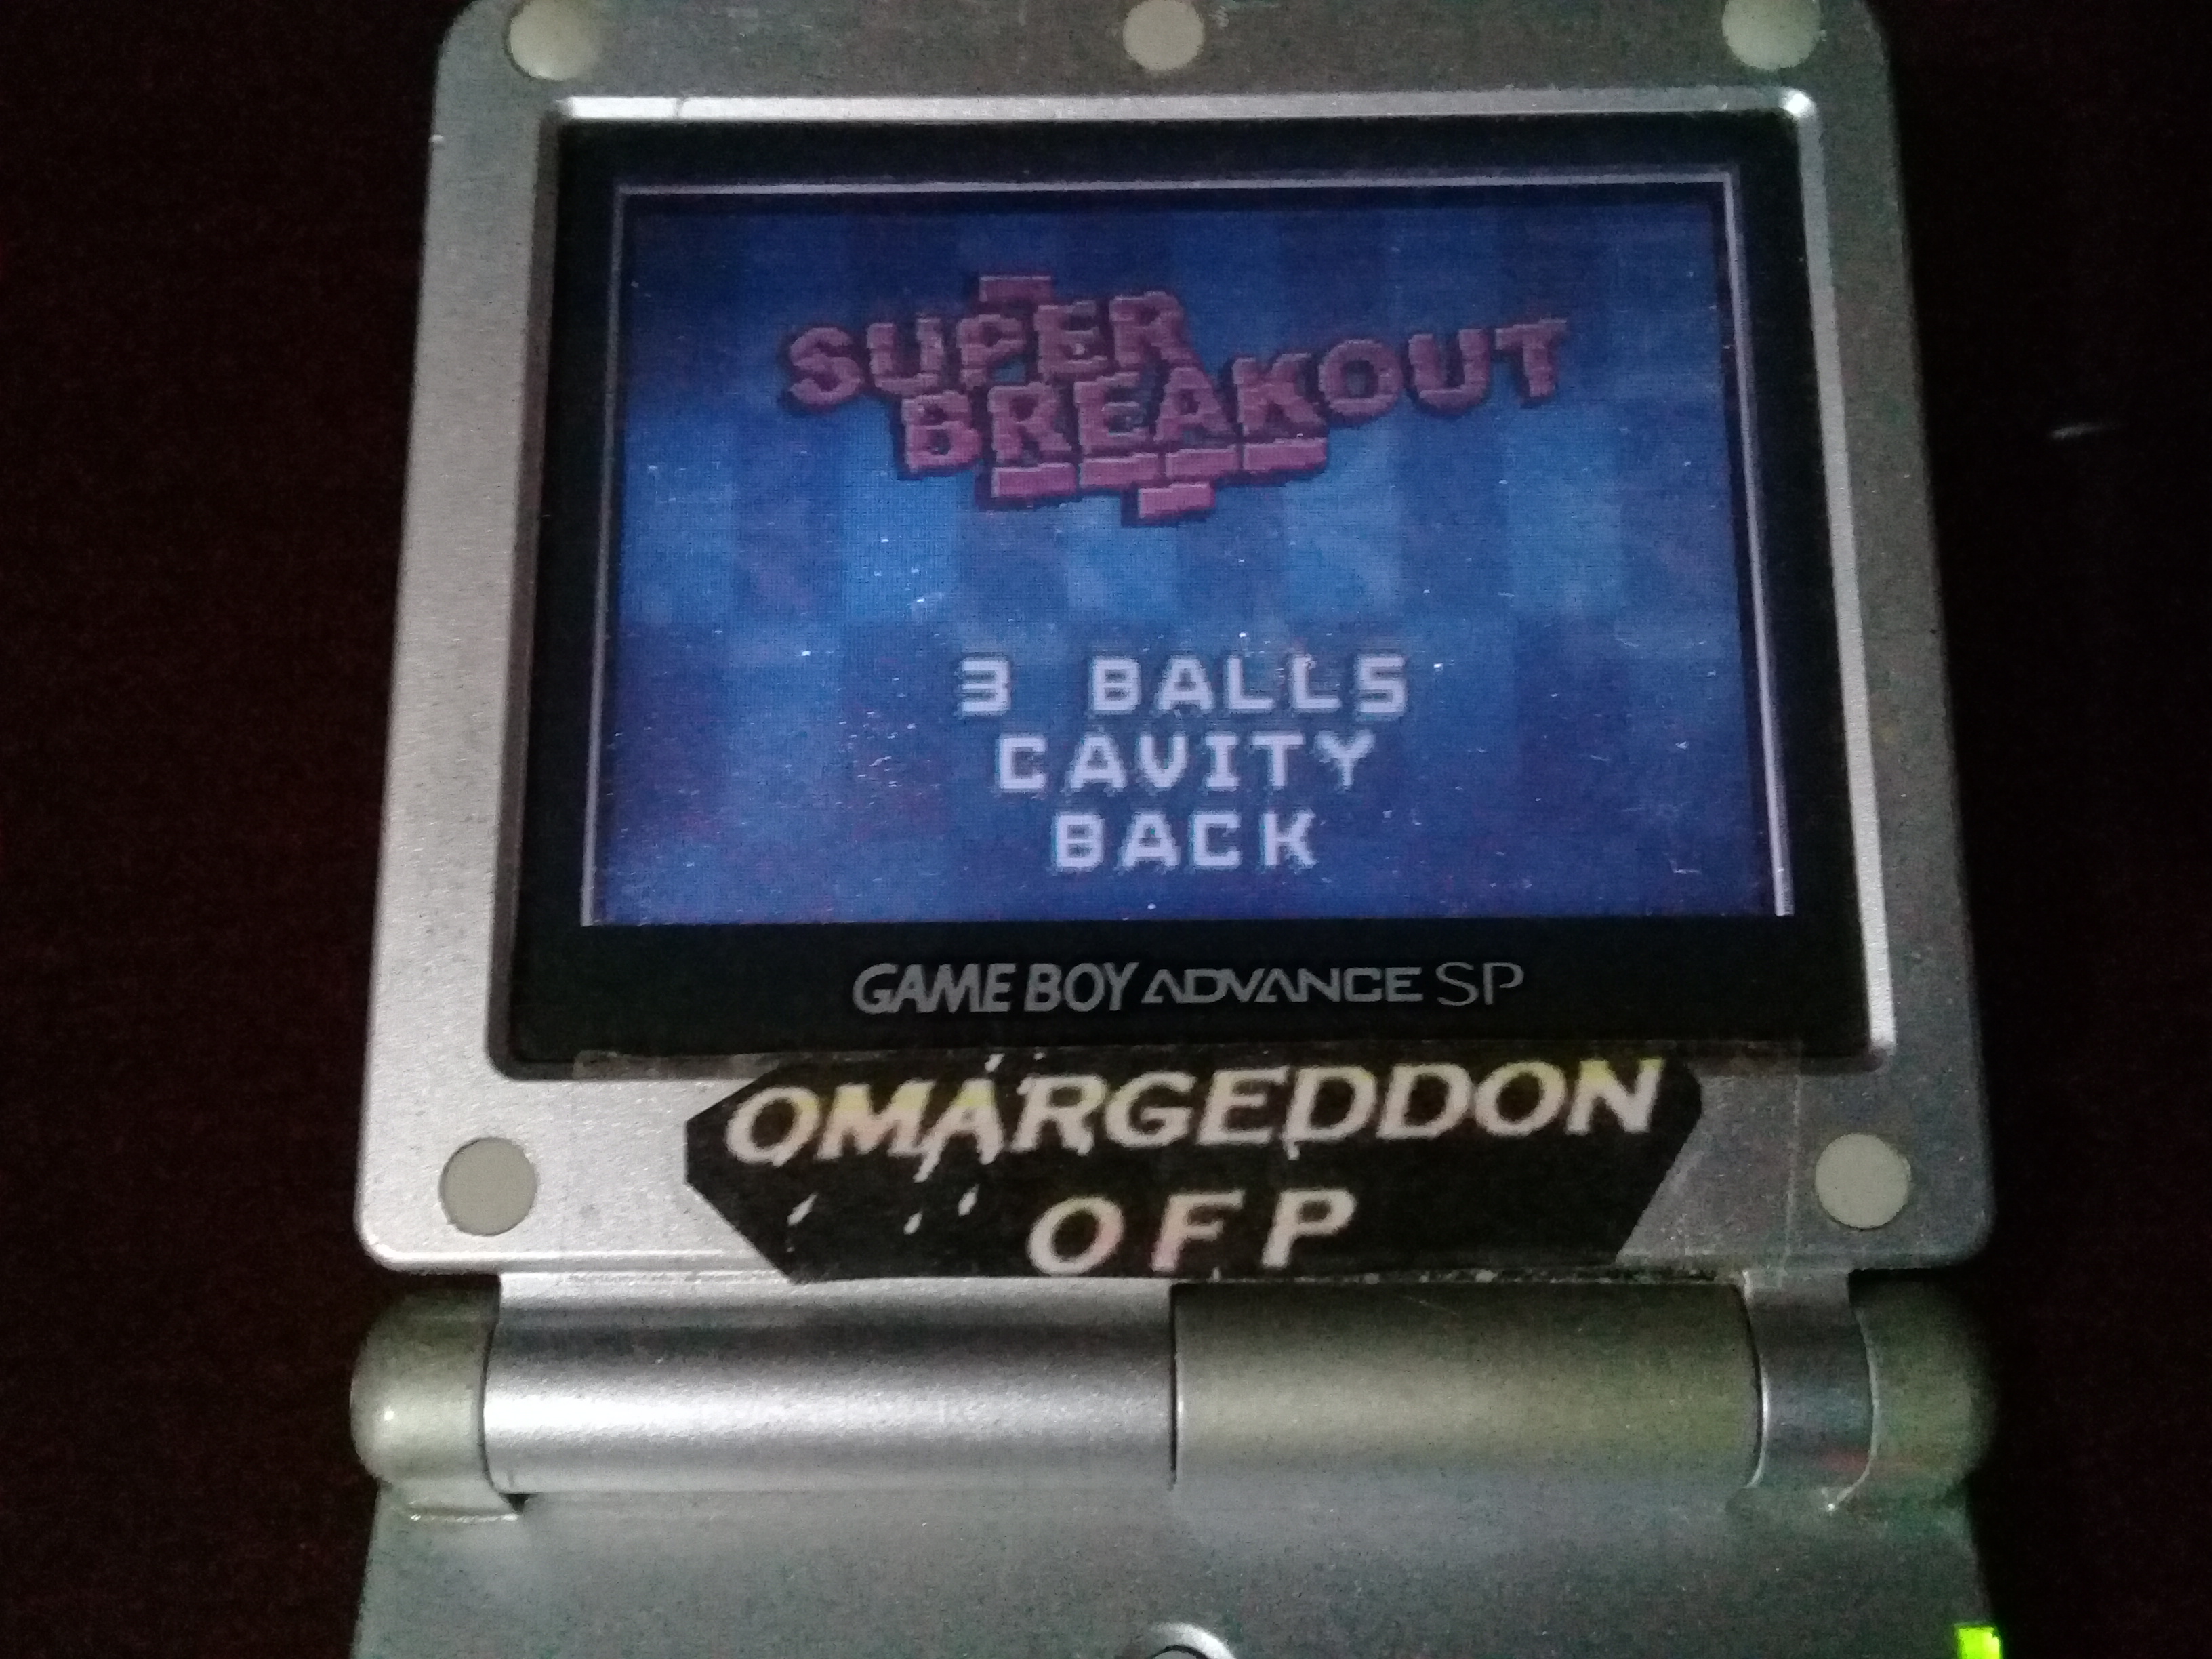 SUPER
BREAKOUT
3 BALLS
CAVITY
BACK
GAME BOY ADVANCE SP
OMARGEDDON
OFP